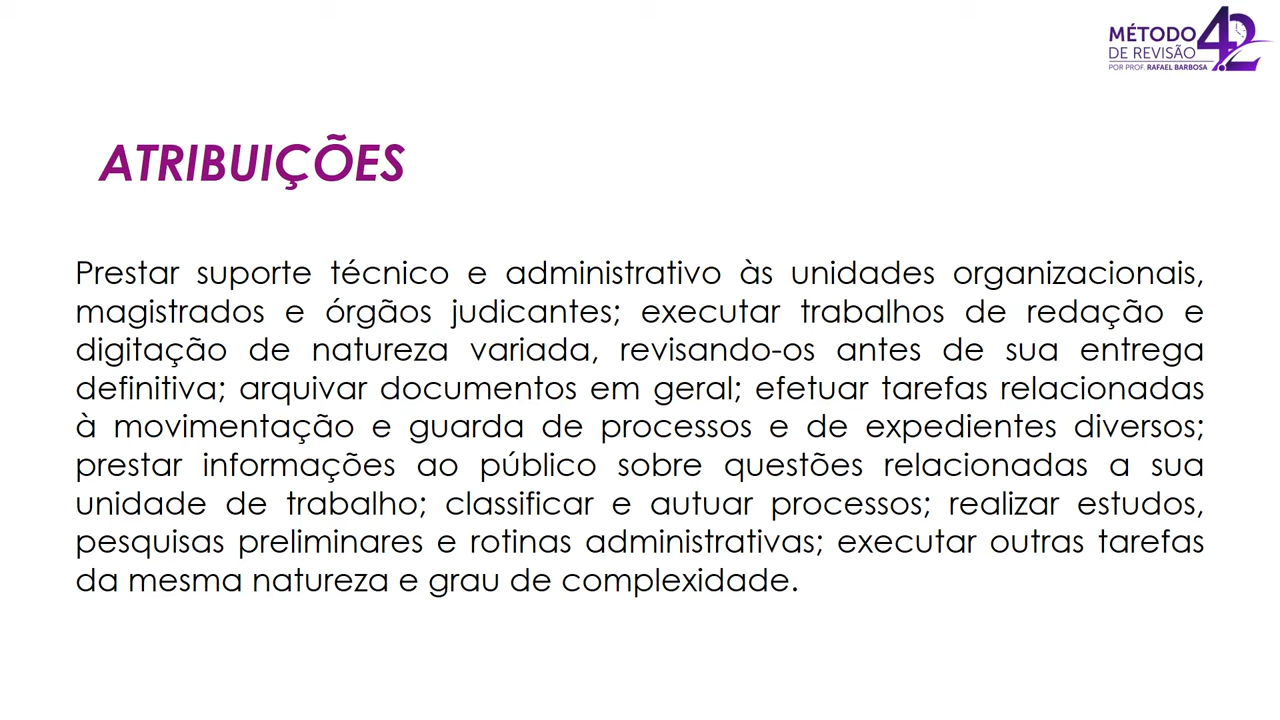 MÉTODO 4.2
DE REVISÃO
POR PROF. RAFAEL BARBOSA
ATRIBUIÇÕES
Prestar suporte técnico e administrativo às unidades organizacionais,
magistrados e órgãos judicantes; executar trabalhos de redação e
digitação de natureza variada, revisando-os antes de sua entrega
definitiva; arquivar documentos em geral; efetuar tarefas relacionadas
à movimentação e guarda de processos e de expedientes diversos;
prestar informações ao público sobre questões relacionadas a sua
unidade de trabalho; classificar e autuar processos; realizar estudos,
pesquisas preliminares e rotinas administrativas; executar outras tarefas
da mesma natureza e grau de complexidade.